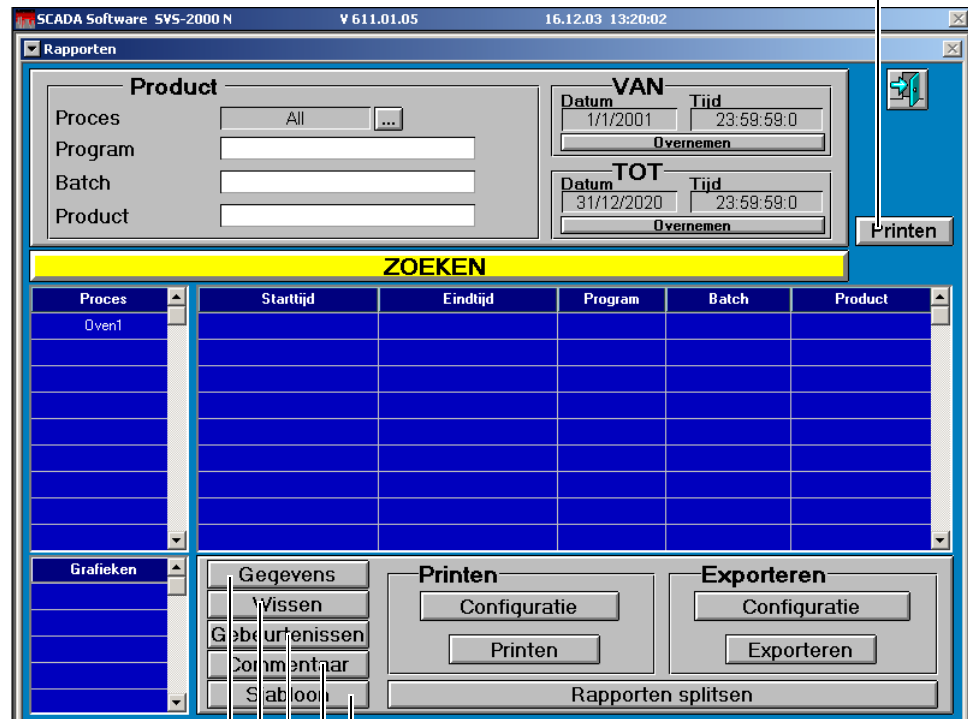 SCADA Software SVS-2000 N V 611.01.05 16.12.03 13:20:02
Rapporten
Product
Proces All ...
Program
Batch
Product
VAN
Datum Tijd
1/1/2001 23:59:59:0
Overnemen
TOT
Datum Tijd
31/12/2020 23:59:59:0
Overnemen
Printen
ZOEKEN
Proces Starttijd Eindtijd Program Batch Product
Oven1
Grafieken
Gegevens
Wissen
Gebeurtenissen
Commentaar
Stabloon
Printen
Configuratie
Printen
Exporteren
Configuratie
Exporteren
Rapporten splitsen